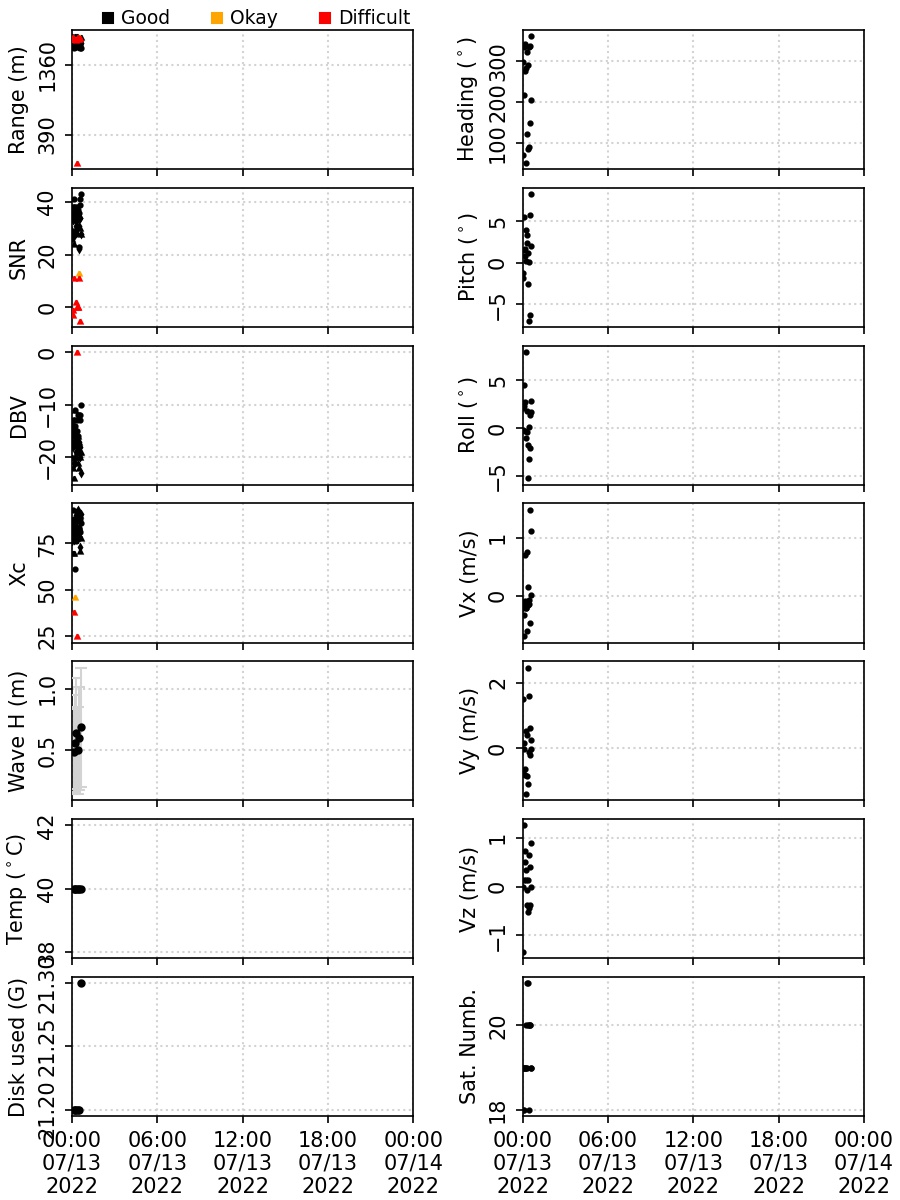 Good Okay Difficult
Range (m)
1360
390
Heading (°)
300
200
100
SNR
40
20
0
Pitch (°)
5
0
−5
DBV
0
−10
−20
Roll (°)
5
0
−5
Xc
75
50
25
Vx (m/s)
1
0
Wave H (m)
1.0
0.5
Vy (m/s)
2
0
Temp (°C)
42
40
38
Vz (m/s)
1
0
−1
Disk used (G)
21.30
21.25
21.20
Sat. Numb.
20
18
00:00 06:00 12:00 18:00 00:00
07/13 07/13 07/13 07/13 07/14
2022 2022 2022 2022 2022
00:00 06:00 12:00 18:00 00:00
07/13 07/13 07/13 07/13 07/14
2022 2022 2022 2022 2022